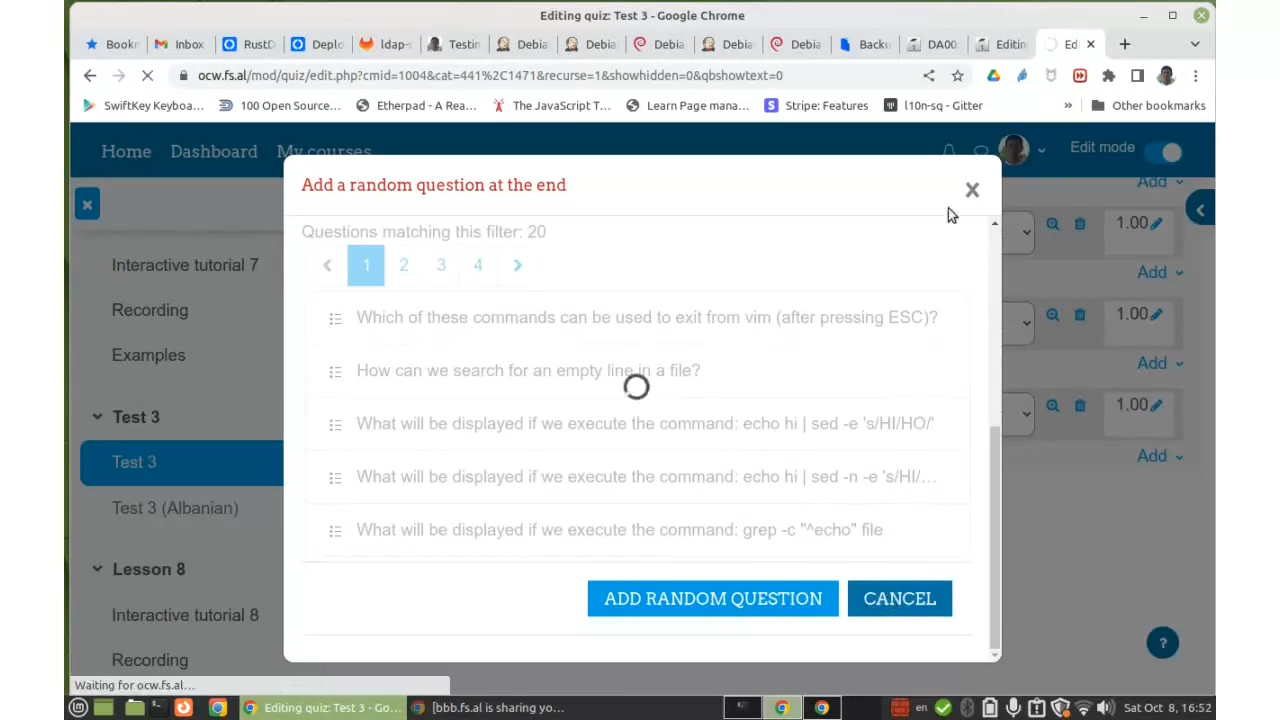 Editing quiz: Test 3 - Google Chrome
Bookr
Inbox
RustD
Deplo
ldap-s
Testin
Debia
Debia
Debia
Debia
Debia
Backu
DA00
Editin
Ed
ocw.fs.al/mod/quiz/edit.php?cmid=1004&cat=441%2C1471&recurse=1&showhidden=0&qbshowtext=0
SwiftKey Keyboa...
100 Open Source...
Etherpad - A Rea...
The JavaScript T...
Learn Page mana...
Stripe: Features
l10n-sq - Gitter
»
Other bookmarks
Home
Dashboard
My courses
Edit mode
Add a random question at the end
Add
Questions matching this filter: 20
1.00
1
2
3
4
Interactive tutorial 7
Add
Recording
Which of these commands can be used to exit from vim (after pressing ESC)?
1.00
Examples
How can we search for an empty line in a file?
Add
Test 3
What will be displayed if we execute the command: echo hi | sed -e 's/HI/HO/'
1.00
Test 3
What will be displayed if we execute the command: echo hi | sed -n -e 's/HI/...
Add
Test 3 (Albanian)
What will be displayed if we execute the command: grep -c "^echo" file
Lesson 8
Interactive tutorial 8
ADD RANDOM QUESTION
CANCEL
Recording
?
Waiting for ocw.fs.al...
Editing quiz: Test 3 - Go...
[bbb.fs.al is sharing yo...
en
Sat Oct 8, 16:52